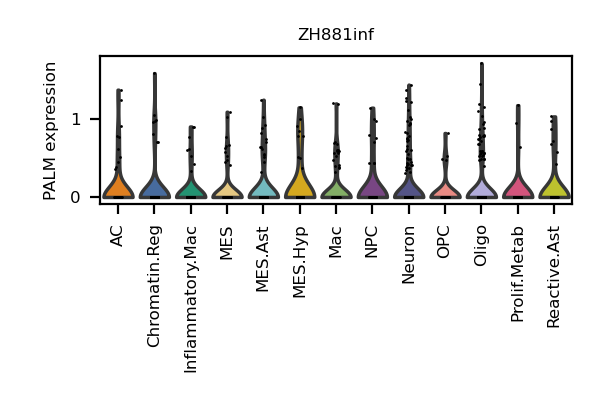 ZH881inf
PALM expression
1
0
AC
Chromatin.Reg
Inflammatory.Mac
MES
MES.Ast
MES.Hyp
Mac
NPC
Neuron
OPC
Oligo
Prolif.Metab
Reactive.Ast